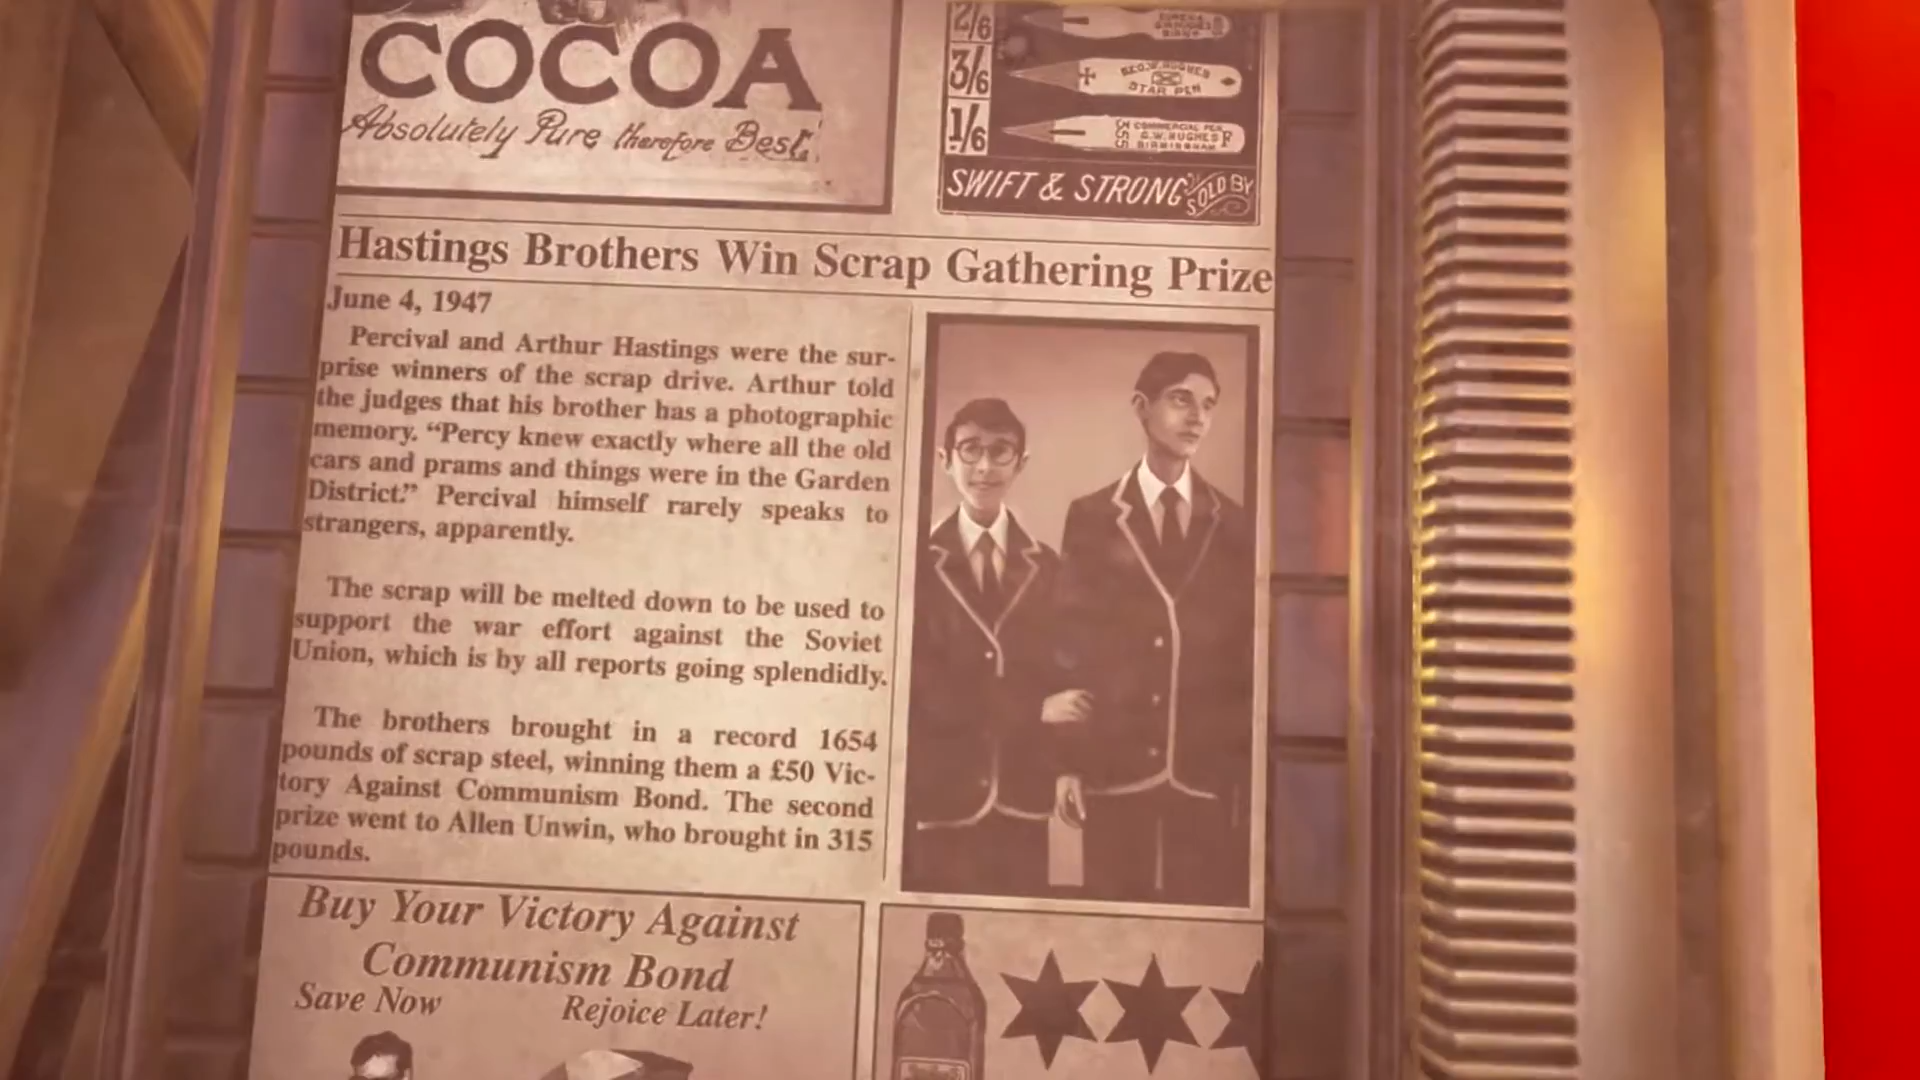 COCOA
Absolutely Pure therefore Best.
2/6
3/6
GEO.W.HUGHES
STAR PEN
1/6
355
COMMERCIAL PEN
G.W.HUGHES
BIRMINGHAM
F
SWIFT & STRONG
SOLD BY
Hastings Brothers Win Scrap Gathering Prize
June 4, 1947
Percival and Arthur Hastings were the sur-
prise winners of the scrap drive. Arthur told
the judges that his brother has a photographic
memory. “Percy knew exactly where all the old
cars and prams and things were in the Garden
District.” Percival himself rarely speaks to
strangers, apparently.
The scrap will be melted down to be used to
support the war effort against the Soviet
Union, which is by all reports going splendidly.
The brothers brought in a record 1654
pounds of scrap steel, winning them a £50 Vic-
tory Against Communism Bond. The second
prize went to Allen Unwin, who brought in 315
pounds.
Buy Your Victory Against
Communism Bond
Save Now
Rejoice Later!